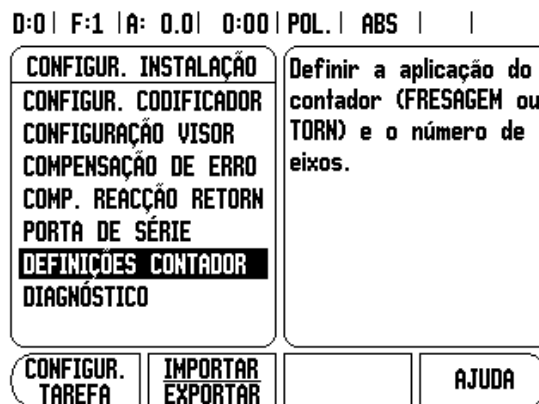 D:0 | F:1 | A: 0.0 | 0:00 | POL. | ABS | |
CONFIGUR. INSTALAÇÃO
CONFIGUR. CODIFICADOR
CONFIGURAÇÃO VISOR
COMPENSAÇÃO DE ERRO
COMP. REACÇÃO RETORN
PORTA DE SÉRIE
DEFINIÇÕES CONTADOR
DIAGNÓSTICO
Definir a aplicação do
contador (FRESAGEM ou
TORN) e o número de
eixos.
CONFIGUR.
TAREFA
IMPORTAR
EXPORTAR
AJUDA